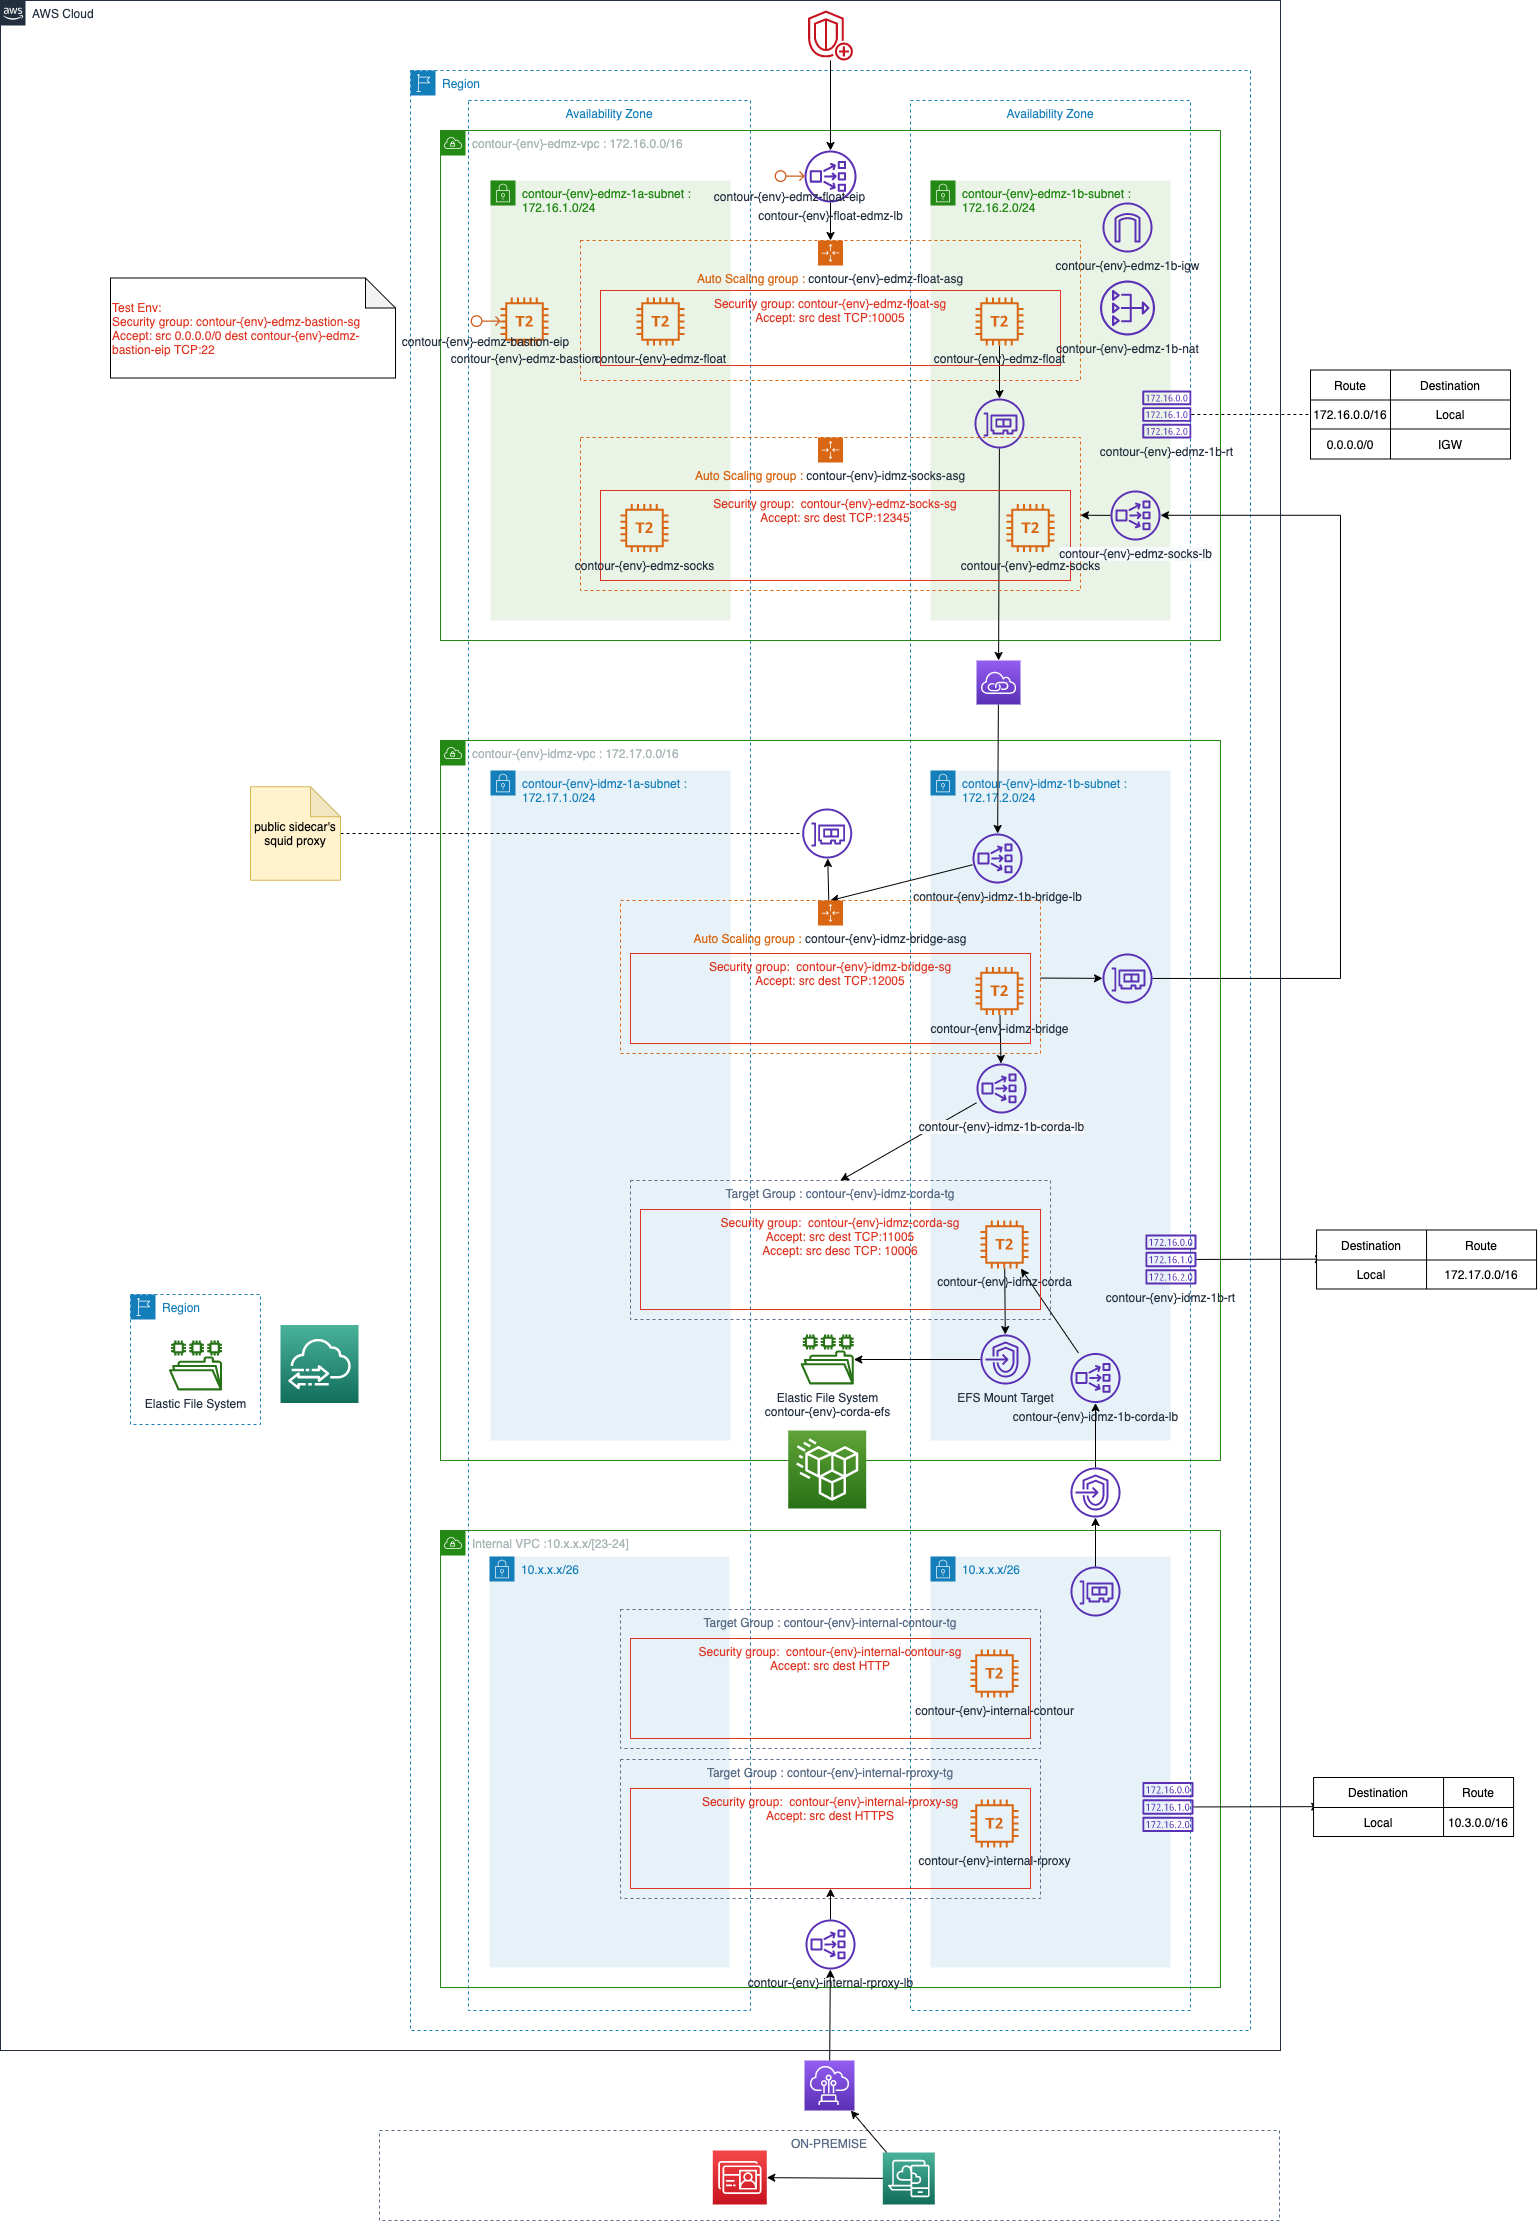 aws
AWS Cloud
Region
Availability Zone
Availability Zone
contour-{env}-edmz-vpc : 172.16.0.0/16
contour-{env}-edmz-1a-subnet :
172.16.1.0/24
contour-{env}-edmz-float-eip
contour-{env}-float-edmz-lb
contour-{env}-edmz-1b-subnet :
172.16.2.0/24
contour-{env}-edmz-1b-igw
Auto Scaling group : contour-{env}-edmz-float-asg
Security group: contour-{env}-edmz-float-sg
Accept: src dest TCP:10005
Test Env:
Security group: contour-{env}-edmz-bastion-sg
Accept: src 0.0.0.0/0 dest contour-{env}-edmz-
bastion-eip TCP:22
T2
T2
T2
contour-{env}-edmz-bastion-eip
contour-{env}-edmz-bastion
contour-{env}-edmz-float
contour-{env}-edmz-float
contour-{env}-edmz-1b-nat
172.16.0.0
172.16.1.0
172.16.2.0
contour-{env}-edmz-1b-rt
Route
Destination
172.16.0.0/16
Local
0.0.0.0/0
IGW
Auto Scaling group : contour-{env}-idmz-socks-asg
Security group:  contour-{env}-edmz-socks-sg
Accept: src dest TCP:12345
T2
T2
contour-{env}-edmz-socks
contour-{env}-edmz-socks
contour-{env}-edmz-socks-lb
contour-{env}-idmz-vpc : 172.17.0.0/16
contour-{env}-idmz-1a-subnet :
172.17.1.0/24
contour-{env}-idmz-1b-subnet :
172.17.2.0/24
public sidecar's
squid proxy
contour-{env}-idmz-1b-bridge-lb
Auto Scaling group : contour-{env}-idmz-bridge-asg
Security group:  contour-{env}-idmz-bridge-sg
Accept: src dest TCP:12005
T2
contour-{env}-idmz-bridge
contour-{env}-idmz-1b-corda-lb
Target Group : contour-{env}-idmz-corda-tg
Security group:  contour-{env}-idmz-corda-sg
Accept: src dest TCP:11005
Accept: src desc TCP: 10006
T2
contour-{env}-idmz-corda
172.16.0.0
172.16.1.0
172.16.2.0
contour-{env}-idmz-1b-rt
Destination
Route
Local
172.17.0.0/16
Region
Elastic File System
Elastic File System
contour-{env}-corda-efs
EFS Mount Target
contour-{env}-idmz-1b-corda-lb
Internal VPC :10.x.x.x/[23-24]
10.x.x.x/26
10.x.x.x/26
Target Group : contour-{env}-internal-contour-tg
Security group:  contour-{env}-internal-contour-sg
Accept: src dest HTTP
T2
contour-{env}-internal-contour
Target Group : contour-{env}-internal-rproxy-tg
Security group:  contour-{env}-internal-rproxy-sg
Accept: src dest HTTPS
T2
contour-{env}-internal-rproxy
172.16.0.0
172.16.1.0
172.16.2.0
Destination
Route
Local
10.3.0.0/16
contour-{env}-internal-rproxy-lb
ON-PREMISE